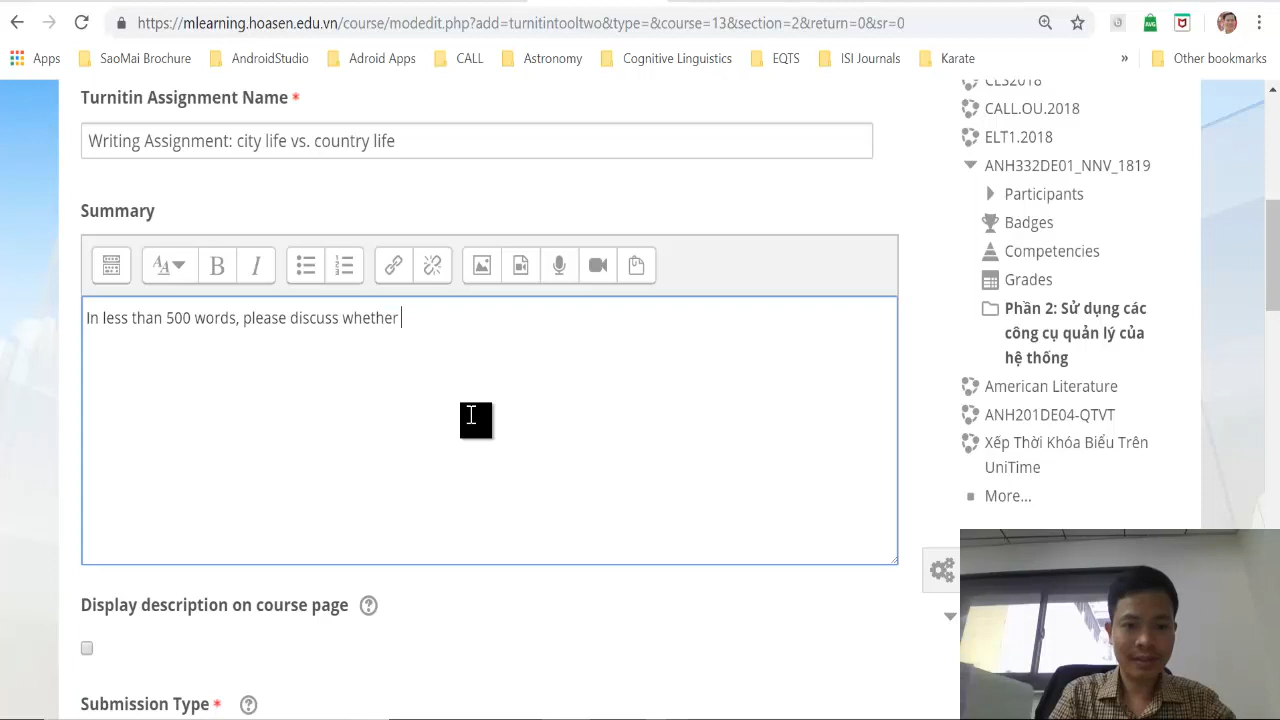 https://mlearning.hoasen.edu.vn/course/modedit.php?add=turnitintooltwo&type=&course=13&section=2&return=0&sr=0
Apps SaoMai Brochure AndroidStudio Adroid Apps CALL Astronomy Cognitive Linguistics EQTS ISI Journals Karate » Other bookmarks
Turnitin Assignment Name *
Writing Assignment: city life vs. country life
Summary
In less than 500 words, please discuss whether
Display description on course page
Submission Type *
CLS2018
CALL.OU.2018
ELT1.2018
ANH332DE01_NNV_1819
Participants
Badges
Competencies
Grades
Phần 2: Sử dụng các
công cụ quản lý của
hệ thống
American Literature
ANH201DE04-QTVT
Xếp Thời Khóa Biểu Trên
UniTime
More...